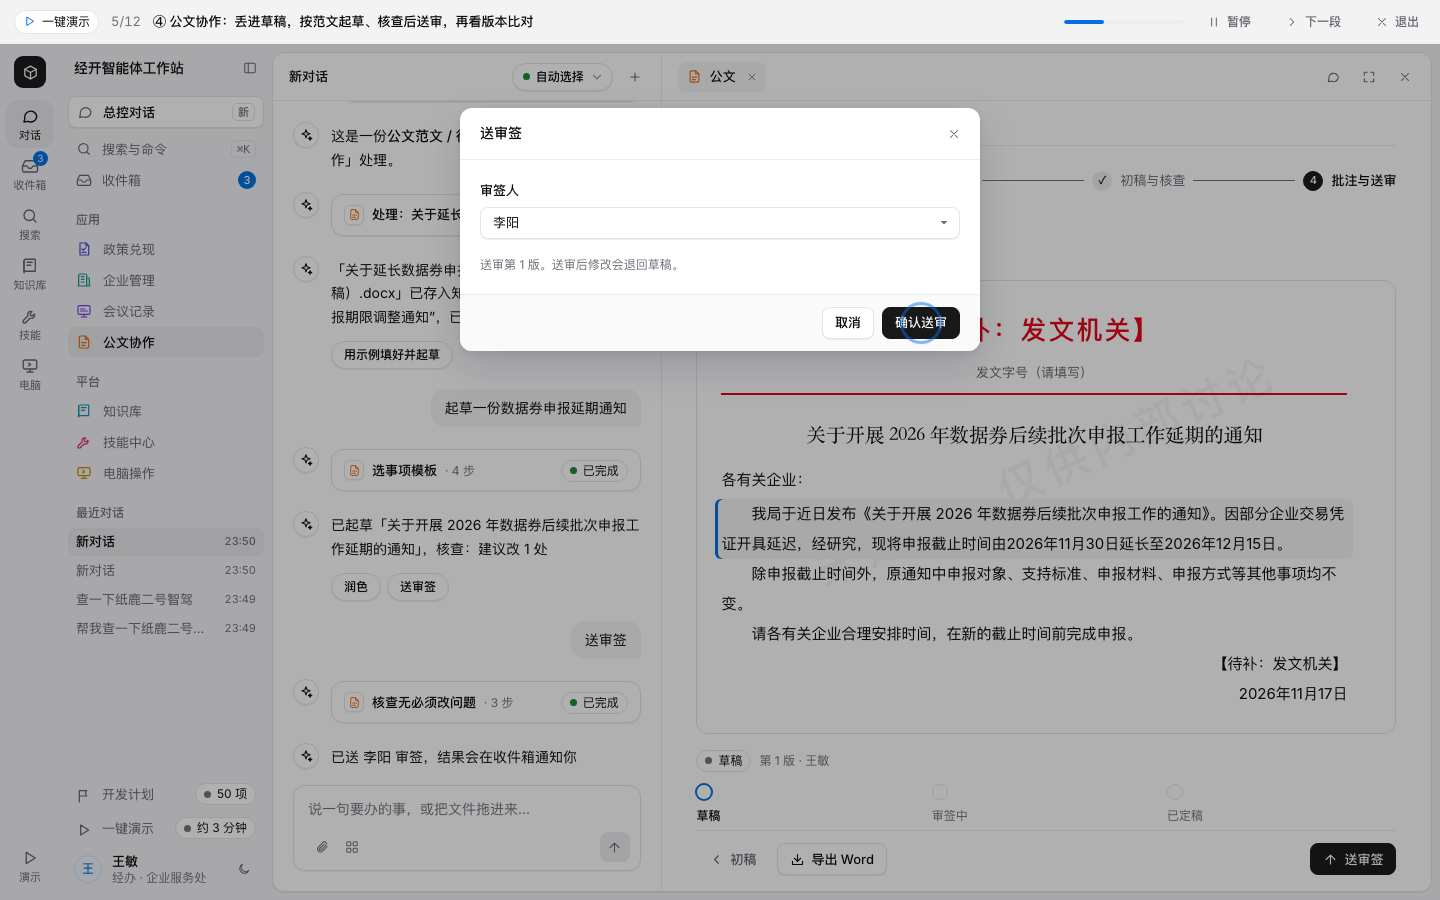 一键演示
5/12
④ 公文协作：丢进草稿，按范文起草、核查后送审，再看版本比对
暂停
下一段
退出
对话
3
收件箱
搜索
知识库
技能
电脑
演示
经开智能体工作站
总控对话
新
搜索与命令
⌘K
收件箱
3
应用
政策兑现
企业管理
会议记录
公文协作
平台
知识库
技能中心
电脑操作
最近对话
新对话 23:50
新对话 23:50
查一下纸鹿二号智驾 23:49
帮我查一下纸鹿二号... 23:49
开发计划
50 项
一键演示
约 3 分钟
王
王敏
经办 · 企业服务处
新对话
自动选择
这是一份公文范文 / 
作」处理。
处理：关于延长
「关于延长数据券申
稿）.docx」已存入知
报期限调整通知”，已
用示例填好并起草
起草一份数据券申报延期通知
选事项模板 · 4 步
已完成
已起草「关于开展 2026 年数据券后续批次申报工
作延期的通知」，核查：建议改 1 处
润色
送审签
送审签
核查无必须改问题 · 3 步
已完成
已送 李阳 审签，结果会在收件箱通知你
说一句要办的事，或把文件拖进来...
送审签
审签人
李阳
送审第 1 版。送审后修改会退回草稿。
取消
确认送审
公文
初稿与核查
4
批注与送审
：发文机关】
发文字号（请填写）
仅供内部讨论
关于开展 2026 年数据券后续批次申报工作延期的通知
各有关企业：
我局于近日发布《关于开展 2026 年数据券后续批次申报工作的通知》。因部分企业交易凭
证开具延迟，经研究，现将申报截止时间由2026年11月30日延长至2026年12月15日。
除申报截止时间外，原通知中申报对象、支持标准、申报材料、申报方式等其他事项均不
变。
请各有关企业合理安排时间，在新的截止时间前完成申报。
【待补：发文机关】
2026年11月17日
草稿
第 1 版 · 王敏
草稿
审签中
已定稿
初稿
导出 Word
送审签